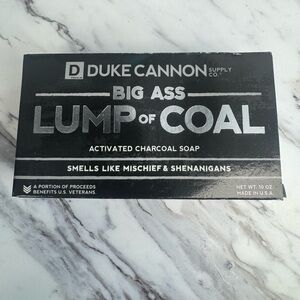 D DUKE CANNON SUPPLY CO.
BIG ASS
LUMP OF COAL
ACTIVATED CHARCOAL SOAP
SMELLS LIKE MISCHIEF & SHENANIGANS
A PORTION OF PROCEEDS
BENEFITS U.S. VETERANS
NET WT. 10 OZ.
MADE IN U.S.A.